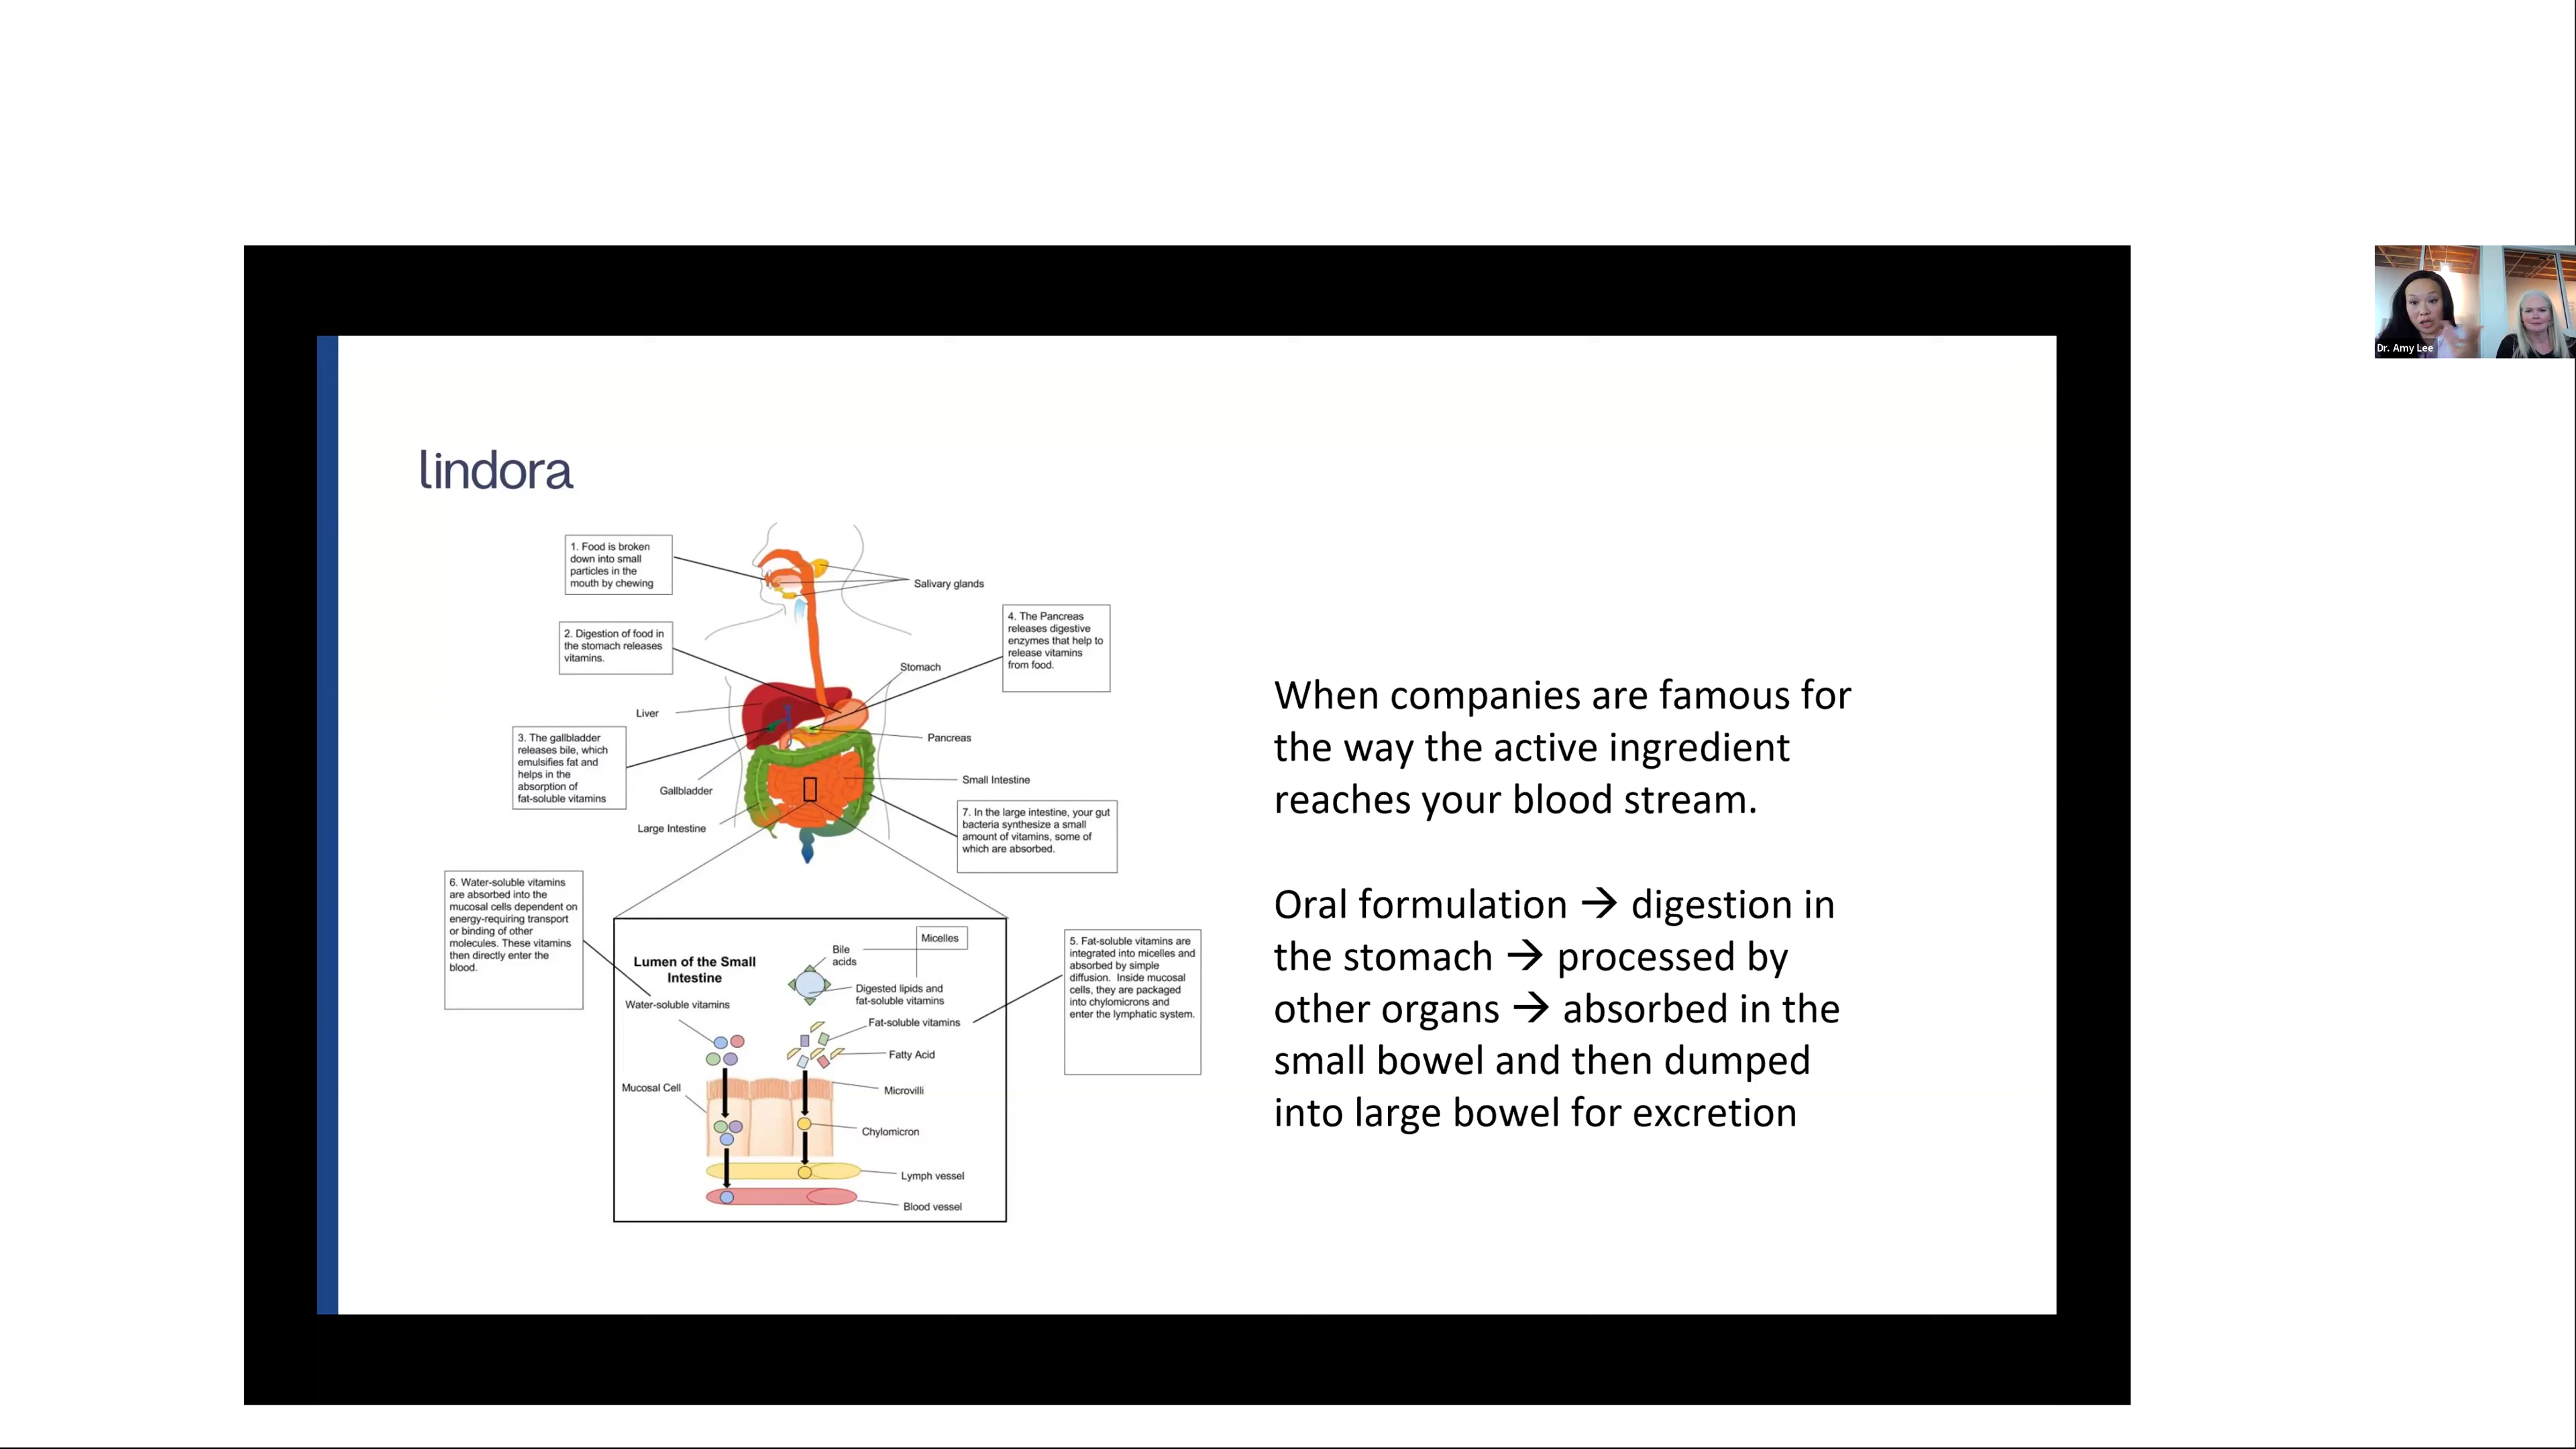 lindora
1. Food is broken
down into small
particles in the
mouth by chewing
Salivary glands
2. Digestion of food in
the stomach releases
vitamins.
4. The Pancreas
releases digestive
enzymes that help to
release vitamins
from food.
Stomach
Liver
3. The gallbladder
releases bile, which
emulsifies fat and
helps in the
absorption of
fat-soluble vitamins
Pancreas
Small Intestine
Gallbladder
Large Intestine
7. In the large intestine, your gut
bacteria synthesize a small
amount of vitamins, some of
which are absorbed.
6. Water-soluble vitamins
are absorbed into the
mucosal cells dependent on
energy-requiring transport
or binding of other
molecules. These vitamins
then directly enter the
blood.
Lumen of the Small
Intestine
Bile
acids
Micelles
Digested lipids and
fat-soluble vitamins
Water-soluble vitamins
Fat-soluble vitamins
Fatty Acid
Mucosal Cell
Microvilli
Chylomicron
Lymph vessel
Blood vessel
5. Fat-soluble vitamins are
integrated into micelles and
absorbed by simple
diffusion. Inside mucosal
cells, they are packaged
into chylomicrons and
enter the lymphatic system.
When companies are famous for
the way the active ingredient
reaches your blood stream.
Oral formulation → digestion in
the stomach → processed by
other organs → absorbed in the
small bowel and then dumped
into large bowel for excretion
Dr. Amy Lee